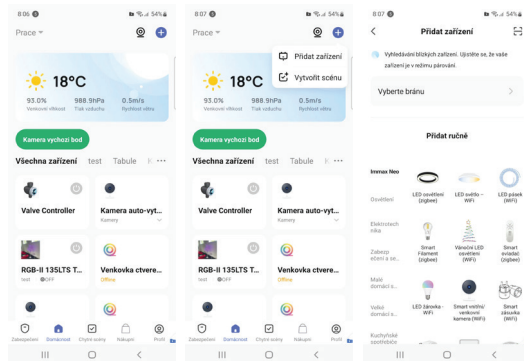 8:06
54%
Prace
18°C
93.0%
988.9hPa
0.5m/s
Venkovní vlhkost
Tlak vzduchu
Rychlost větru
Kamera vychozi bod
Všechna zařízení
test
Tabule
Valve Controller
Kamera auto-vyt...
Kamery
RGB-II 135LTS T...
test
OFF
Venkovka ctvere...
Offline
Zabezpečení
Domácnost
Chytré scény
Nákupy
Profil
8:07
54%
Prace
Přidat zařízení
Vytvořit scénu
18°C
93.0%
988.9hPa
0.5m/s
Venkovní vlhkost
Tlak vzduchu
Rychlost větru
Kamera vychozi bod
Všechna zařízení
test
Tabule
Valve Controller
Kamera auto-vyt...
Kamery
RGB-II 135LTS T...
test
OFF
Venkovka ctvere...
Offline
Zabezpečení
Domácnost
Chytré scény
Nákupy
Profil
8:07
54%
Přidat zařízení
Vyhledávání blízkých zařízení. Ujistěte se, že vaše
zařízení je v režimu párování.
Vyberte bránu
Přidat ručně
Immax Neo
Osvětlení
Elektrotech
nika
Zabezp
ečení a se..
Malé
domácí s...
Velké
domácí s...
Kuchyňské
spotřebiče
LED osvětlení
(zigbee)
LED světlo -
WiFi
LED pásek
(WiFi)
Smart
Filament
(zigbee)
Vánoční LED
osvětlení
(WiFi)
Smart
ovladač
(zigbee)
LED žárovka -
WiFi
Smart vnitřní/
venkovní
kamera (WiFi)
Smart
zásuvka
(WiFi)